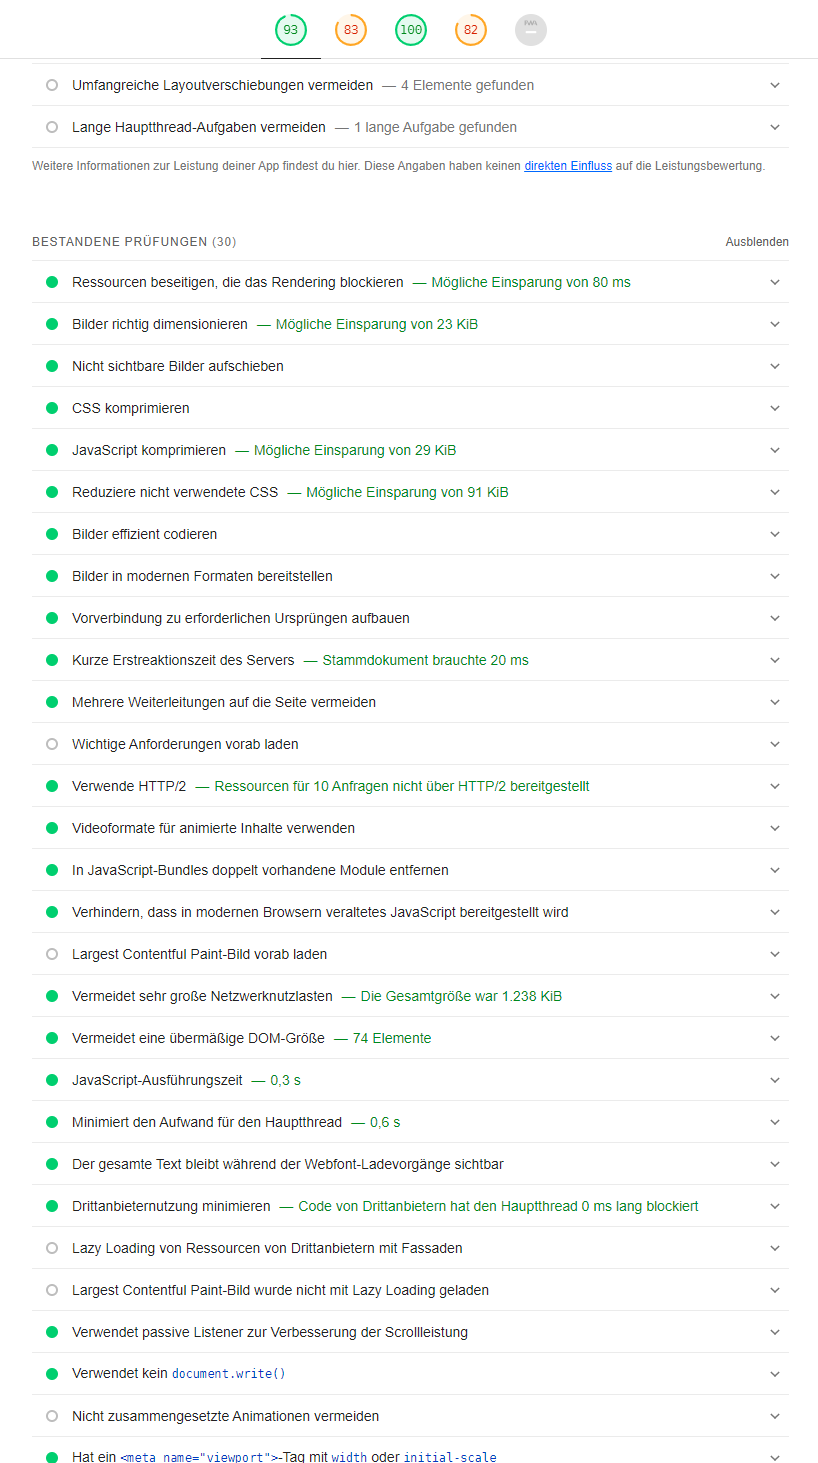 93 83 100 82 PWA
Umfangreiche Layoutverschiebungen vermeiden — 4 Elemente gefunden
Lange Hauptthread-Aufgaben vermeiden — 1 lange Aufgabe gefunden
Weitere Informationen zur Leistung deiner App findest du hier. Diese Angaben haben keinen direkten Einfluss auf die Leistungsbewertung.
BESTANDENE PRÜFUNGEN (30) Ausblenden
Ressourcen beseitigen, die das Rendering blockieren — Mögliche Einsparung von 80 ms
Bilder richtig dimensionieren — Mögliche Einsparung von 23 KiB
Nicht sichtbare Bilder aufschieben
CSS komprimieren
JavaScript komprimieren — Mögliche Einsparung von 29 KiB
Reduziere nicht verwendete CSS — Mögliche Einsparung von 91 KiB
Bilder effizient codieren
Bilder in modernen Formaten bereitstellen
Vorverbindung zu erforderlichen Ursprüngen aufbauen
Kurze Erstreaktionszeit des Servers — Stammdokument brauchte 20 ms
Mehrere Weiterleitungen auf die Seite vermeiden
Wichtige Anforderungen vorab laden
Verwende HTTP/2 — Ressourcen für 10 Anfragen nicht über HTTP/2 bereitgestellt
Videoformate für animierte Inhalte verwenden
In JavaScript-Bundles doppelt vorhandene Module entfernen
Verhindern, dass in modernen Browsern veraltetes JavaScript bereitgestellt wird
Largest Contentful Paint-Bild vorab laden
Vermeidet sehr große Netzwerknutzlasten — Die Gesamtgröße war 1.238 KiB
Vermeidet eine übermäßige DOM-Größe — 74 Elemente
JavaScript-Ausführungszeit — 0,3 s
Minimiert den Aufwand für den Hauptthread — 0,6 s
Der gesamte Text bleibt während der Webfont-Ladevorgänge sichtbar
Drittanbieternutzung minimieren — Code von Drittanbietern hat den Hauptthread 0 ms lang blockiert
Lazy Loading von Ressourcen von Drittanbietern mit Fassaden
Largest Contentful Paint-Bild wurde nicht mit Lazy Loading geladen
Verwendet passive Listener zur Verbesserung der Scrollleistung
Verwendet kein document.write()
Nicht zusammengesetzte Animationen vermeiden
Hat ein <meta name="viewport">-Tag mit width oder initial-scale